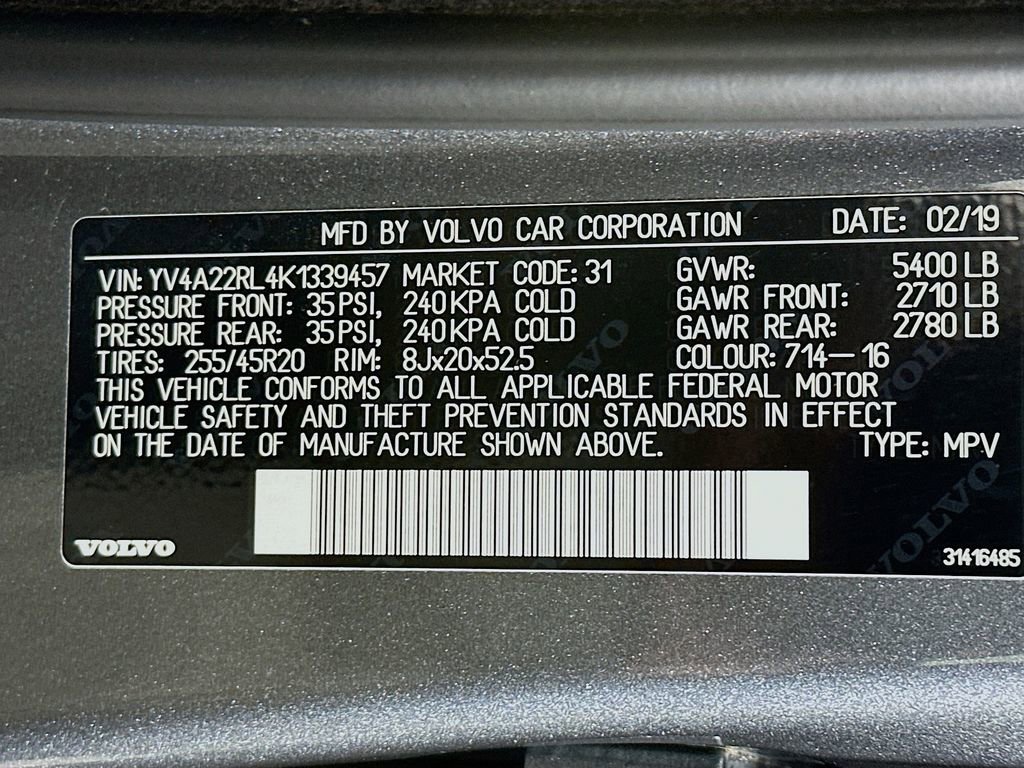 MFD BY VOLVO CAR CORPORATION DATE: 02/19
VIN: YV4A22RL4K1339457 MARKET CODE: 31 GVWR: 5400 LB
PRESSURE FRONT: 35 PSI, 240 KPA COLD GAWR FRONT: 2710 LB
PRESSURE REAR: 35 PSI, 240 KPA COLD GAWR REAR: 2780 LB
TIRES: 255/45R20 RIM: 8Jx20x52.5 COLOUR: 714-16
THIS VEHICLE CONFORMS TO ALL APPLICABLE FEDERAL MOTOR
VEHICLE SAFETY AND THEFT PREVENTION STANDARDS IN EFFECT
ON THE DATE OF MANUFACTURE SHOWN ABOVE. TYPE: MPV
VOLVO
31416485